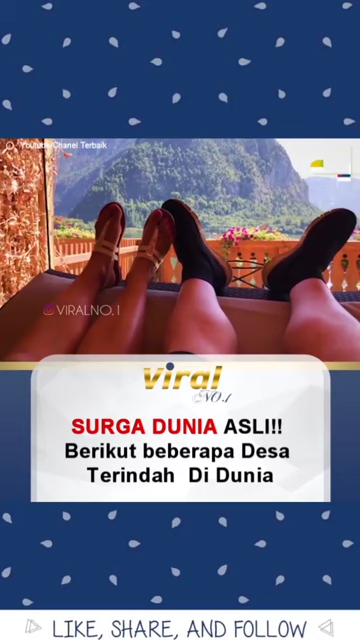 Youtube/Chanel Terbaik
VIRALNO.1
Viral
NO.1
SURGA DUNIA ASLI!!
Berikut beberapa Desa
Terindah Di Dunia
LIKE, SHARE, AND FOLLOW